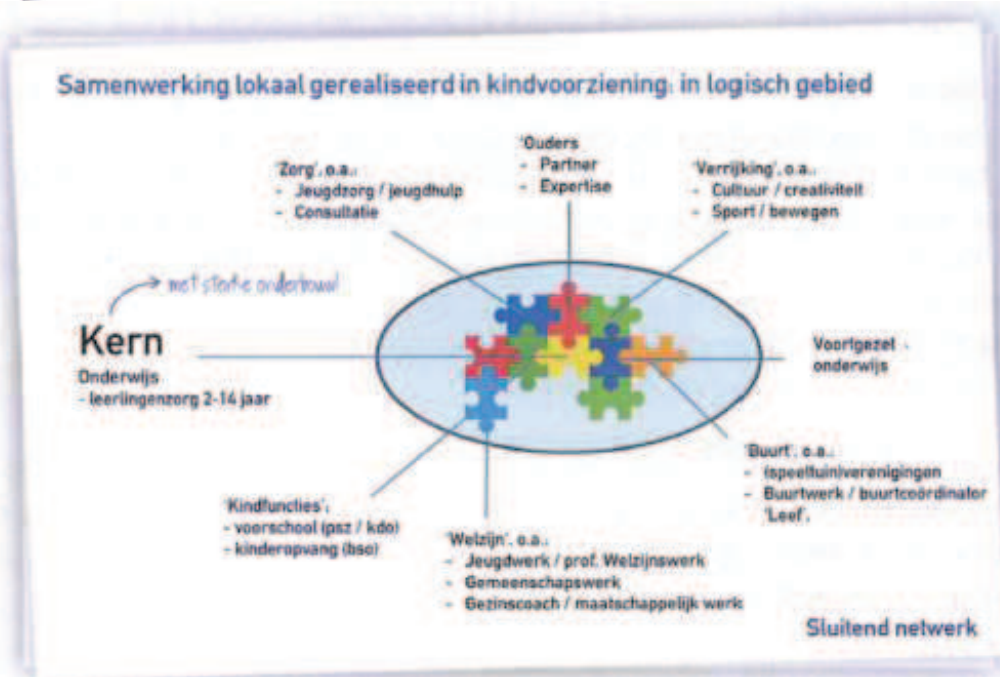 Samenwerking lokaal gerealiseerd in kindvoorziening: in logisch gebied
'Ouders
- Partner
- Expertise
'Zorg', o.a.:
- Jeugdzorg / jeugdhulp
- Consultatie
'Verrijking', o.a.:
- Cultuur / creativiteit
- Sport / bewegen
met sterke onderbouw!
Kern
Onderwijs
- leerlingenzorg 2-14 jaar
Voortgezet -
onderwijs
'Buurt', o.a.:
- (speeltuin)verenigingen
- Buurtwerk / buurtcoördinator
'Leef'.
'Kindfuncties':
- voorschool (psz / kdo)
- kinderopvang (bso)
'Welzijn', o.a.:
- Jeugdwerk / prof. Welzijnswerk
- Gemeenschapswerk
- Gezinscoach / maatschappelijk werk
Sluitend netwerk